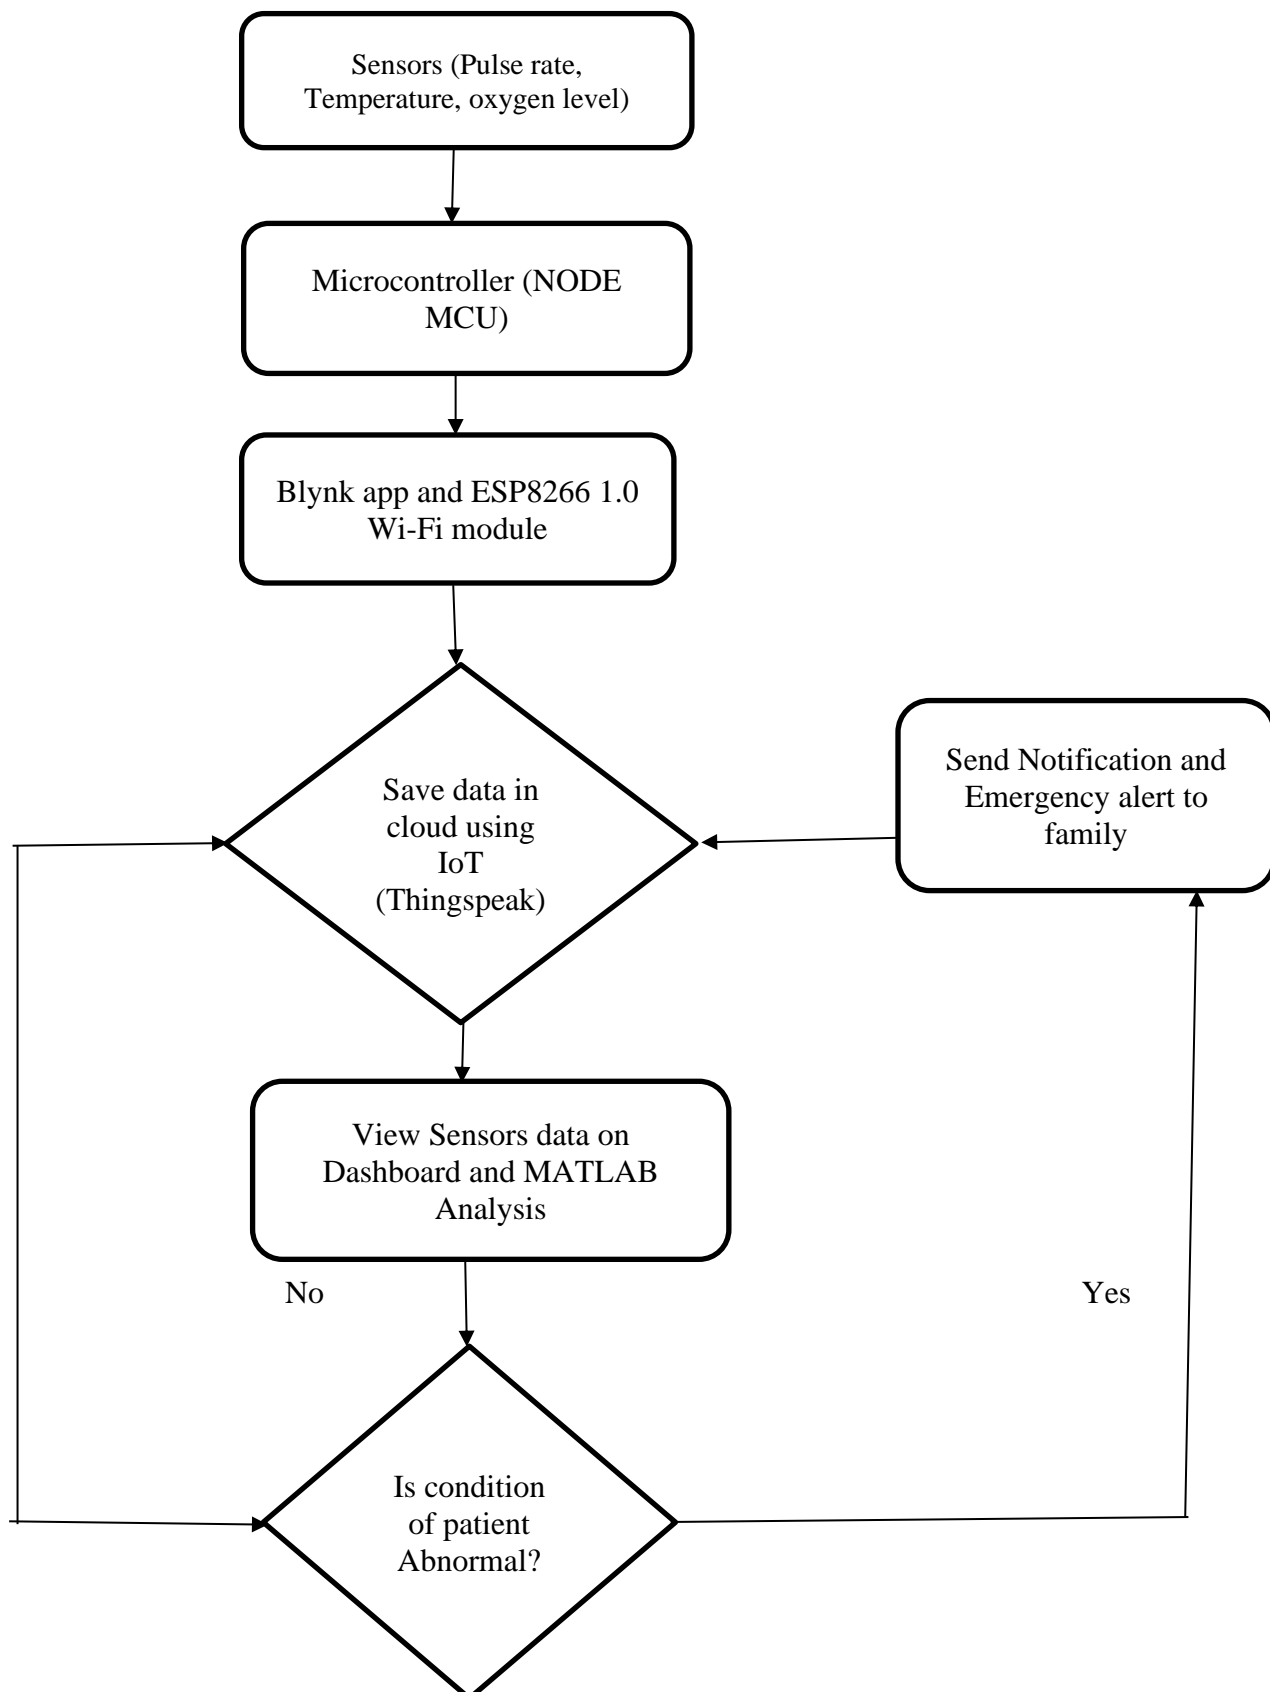 Sensors (Pulse rate,
Temperature, oxygen level)
Microcontroller (NODE
MCU)
Blynk app and ESP8266 1.0
Wi-Fi module
Save data in
cloud using
IoT
(Thingspeak)
Send Notification and
Emergency alert to
family
View Sensors data on
Dashboard and MATLAB
Analysis
No
Yes
Is condition
of patient
Abnormal?